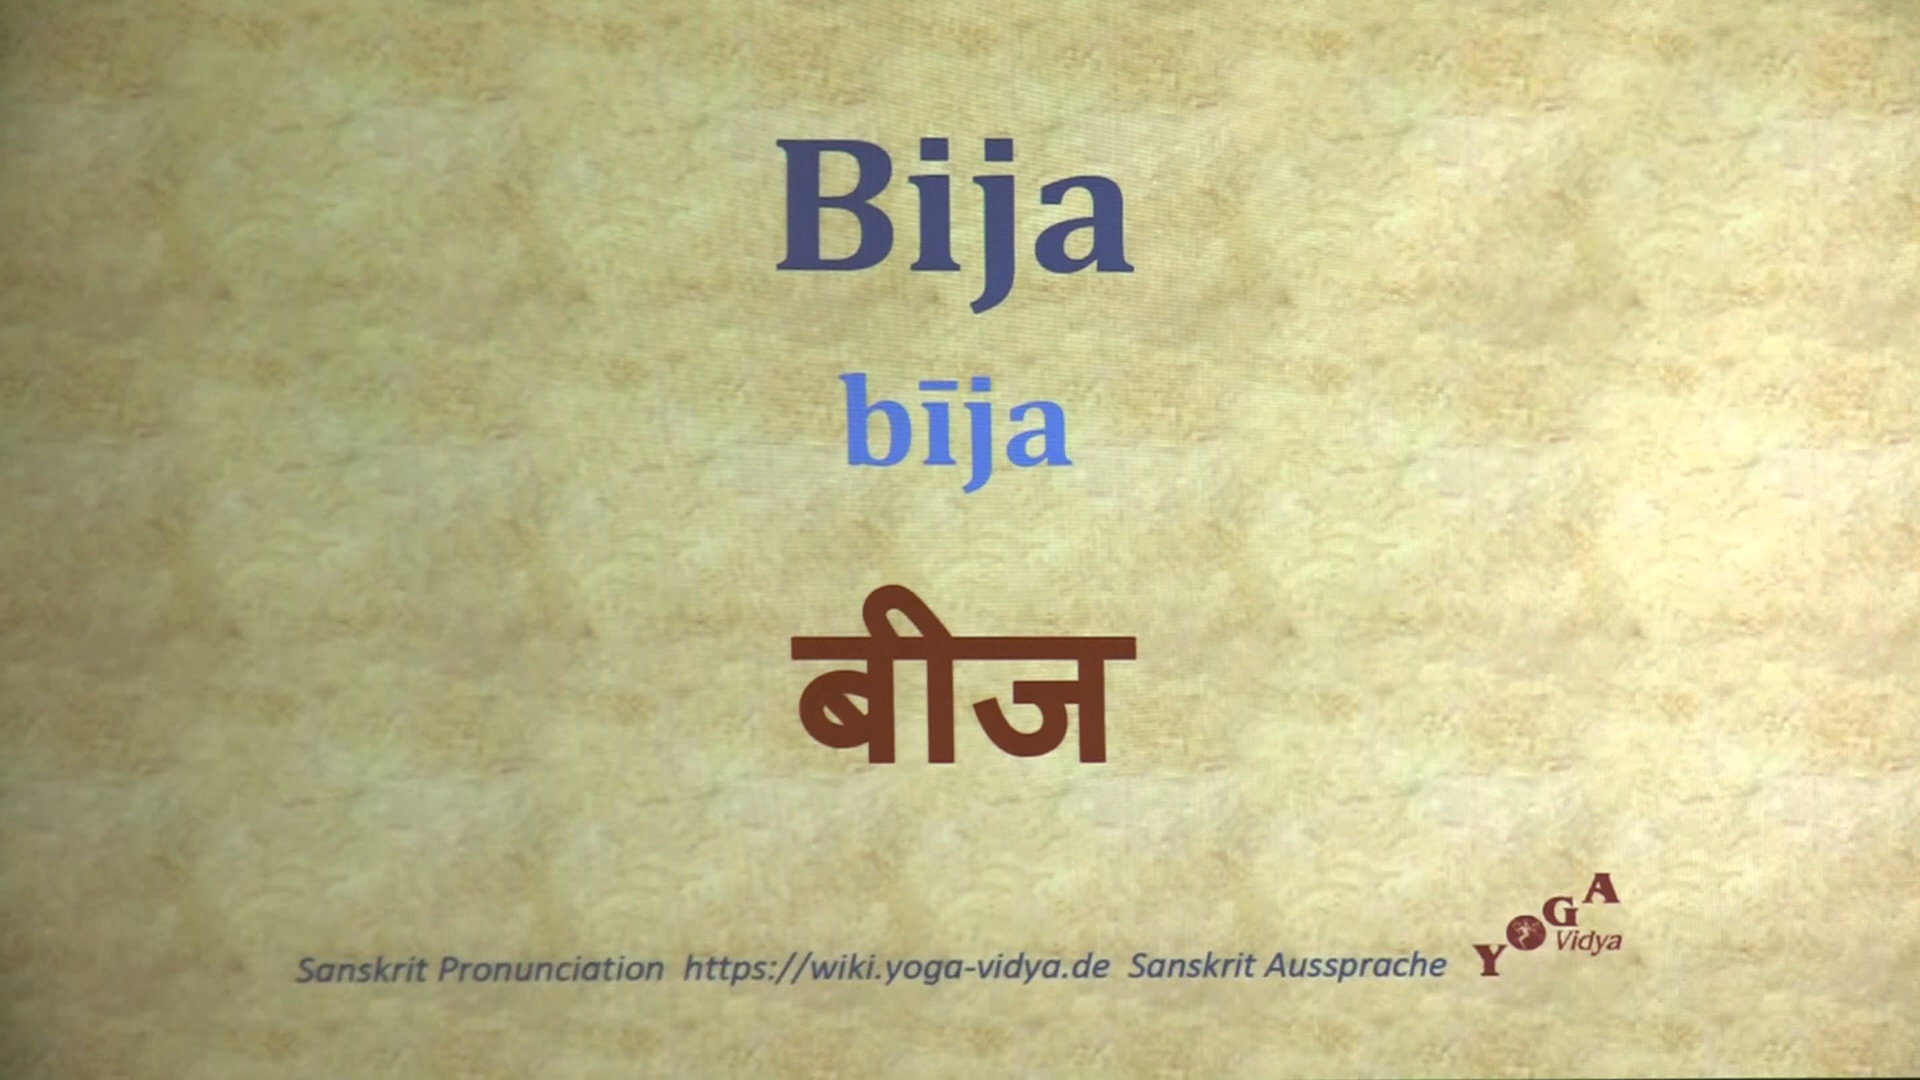 Bija
bīja
बीज
Sanskrit Pronunciation https://wiki.yoga-vidya.de Sanskrit Aussprache
YOGA
Vidya